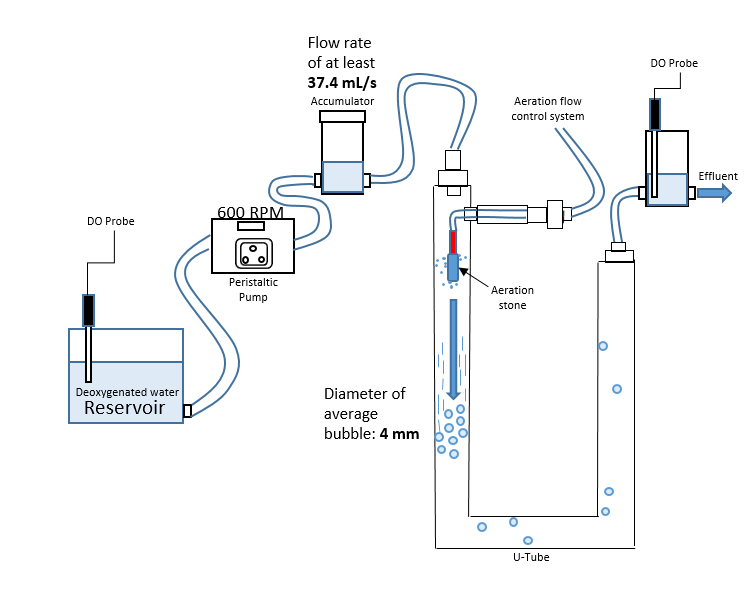 Flow rate
of at least
37.4 mL/s
Accumulator
DO Probe
Aeration flow
control system
Effluent
600 RPM
DO Probe
Peristaltic
Pump
Aeration
stone
Deoxygenated water
Reservoir
Diameter of
average
bubble: 4 mm
U-Tube